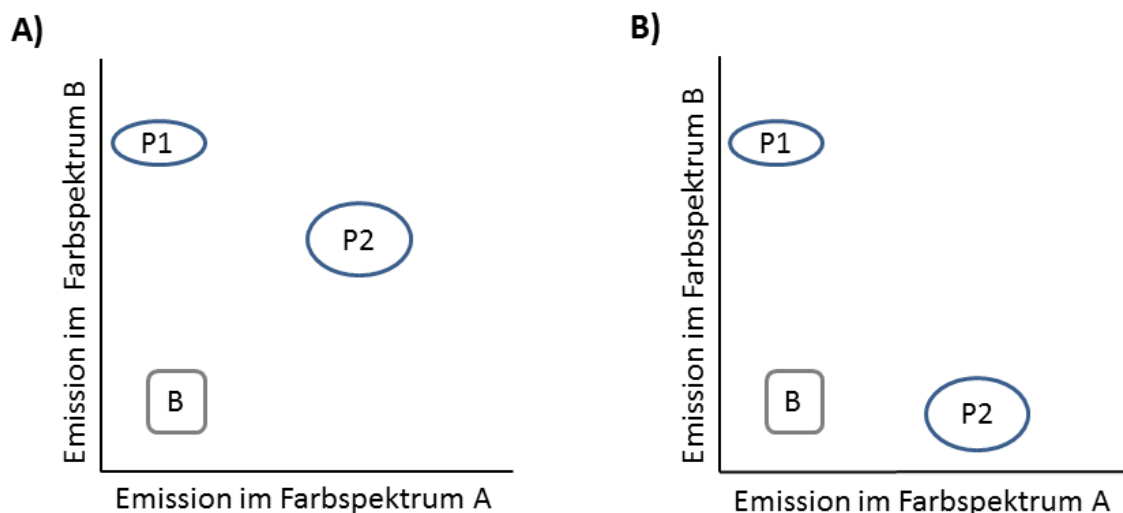 A)
Emission im Farbspektrum B
P1
P2
B
Emission im Farbspektrum A
B)
Emission im Farbspektrum B
P1
B
P2
Emission im Farbspektrum A